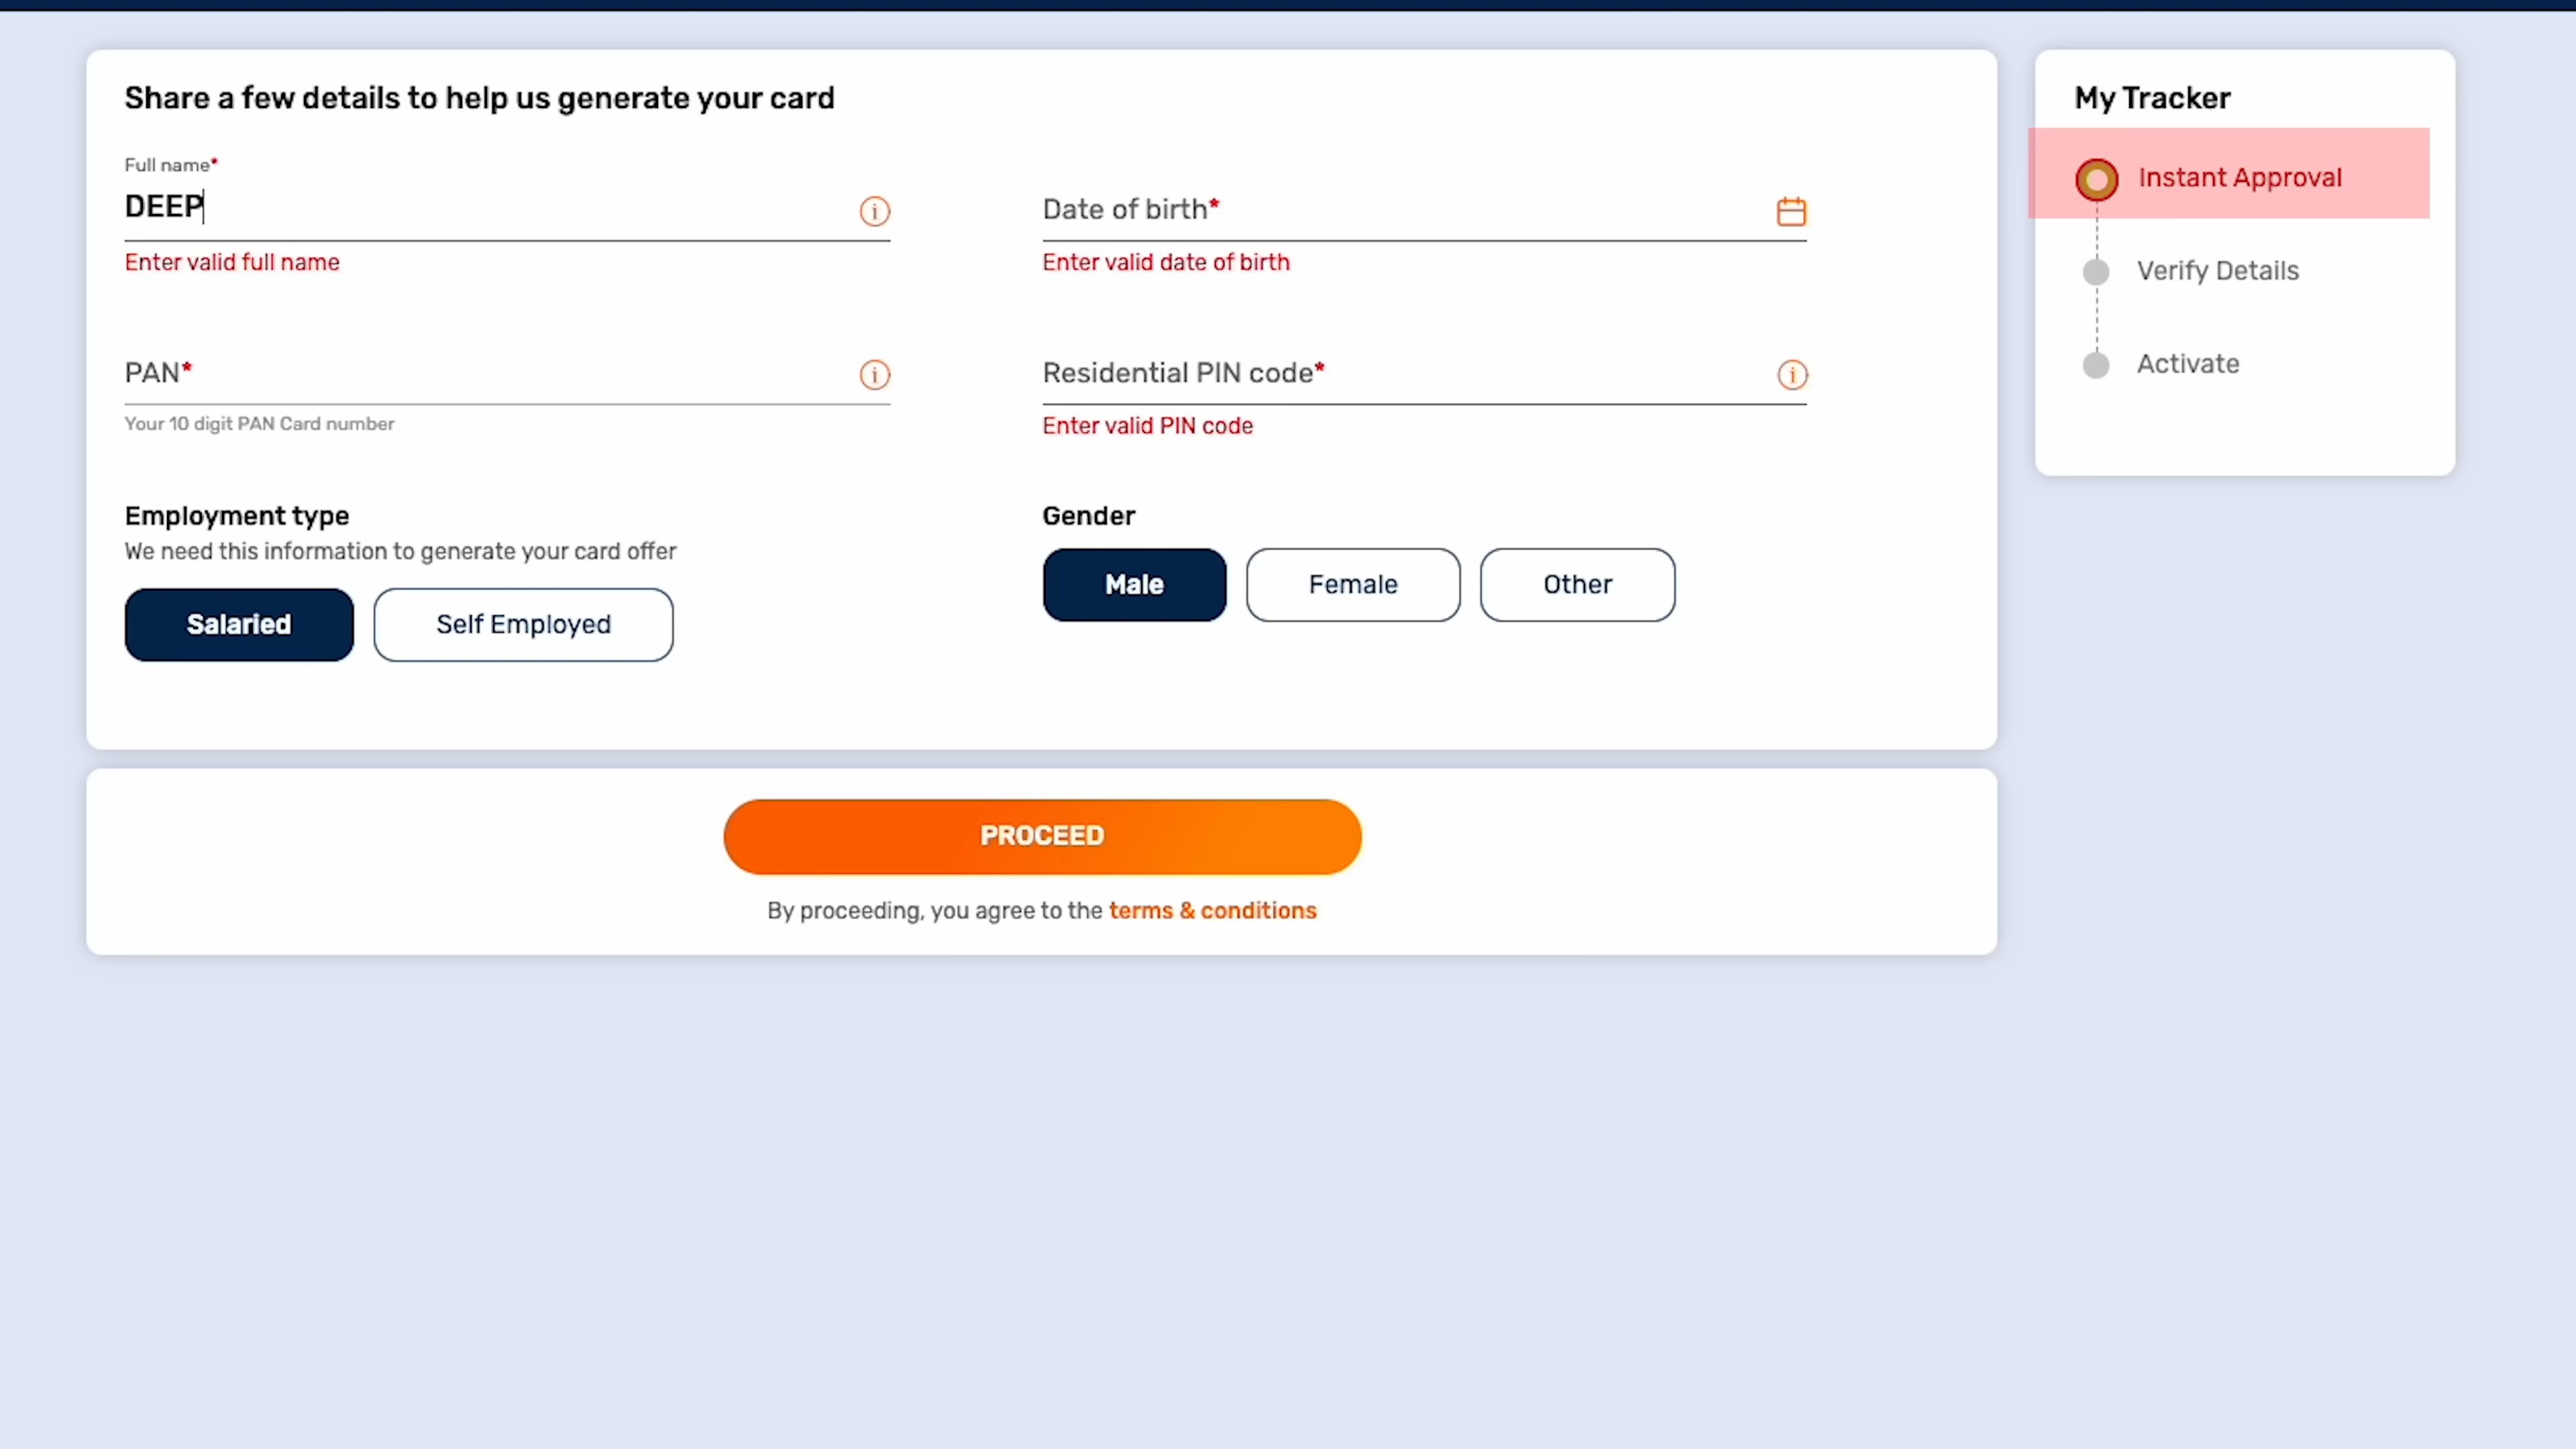 Share a few details to help us generate your card
Full name*
DEEP
Enter valid full name
Date of birth*
Enter valid date of birth
PAN*
Your 10 digit PAN Card number
Residential PIN code*
Enter valid PIN code
Employment type
We need this information to generate your card offer
Salaried
Self Employed
Gender
Male
Female
Other
PROCEED
By proceeding, you agree to the terms & conditions
My Tracker
Instant Approval
Verify Details
Activate